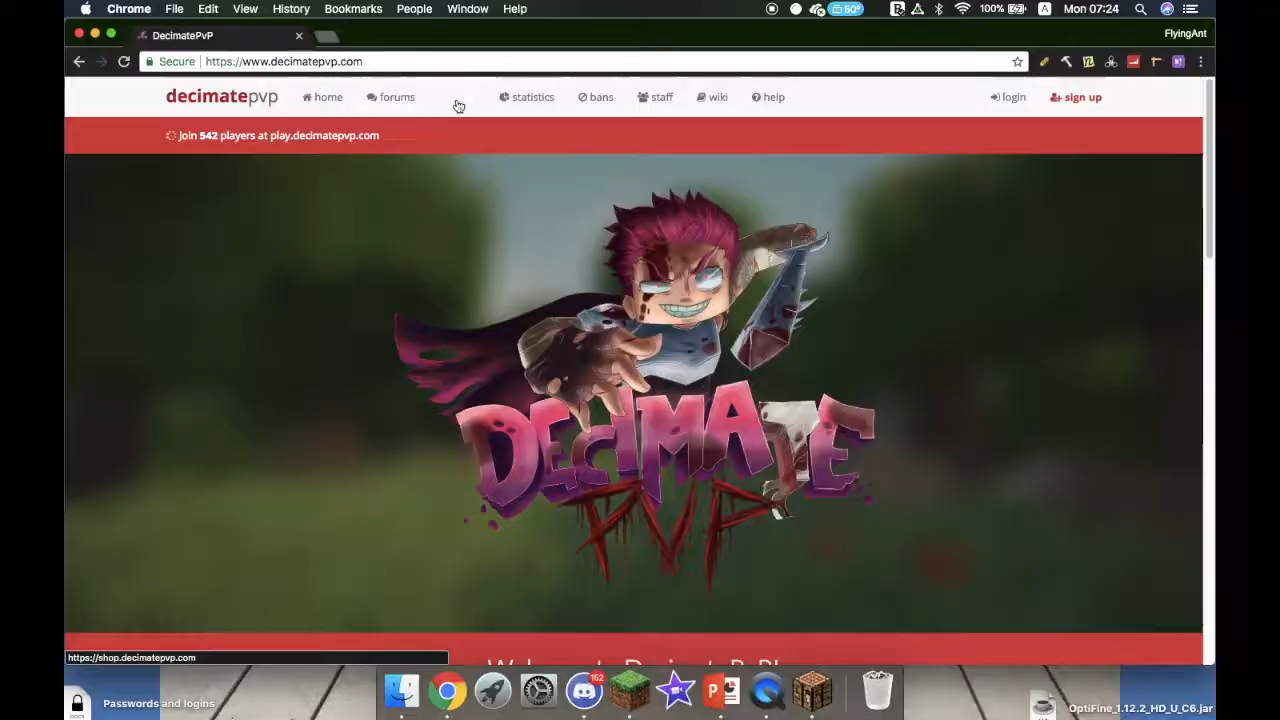 Chrome File Edit View History Bookmarks People Window Help 50° 100% A Mon 07:24
DecimatePvP FlyingAnt
Secure https://www.decimatepvp.com
decimatepvp home forums statistics bans staff wiki help login sign up
Join 542 players at play.decimatepvp.com
DECIMATE
PVP
https://shop.decimatepvp.com
152
Passwords and logins
OptiFine_1.12.2_HD_U_C6.jar